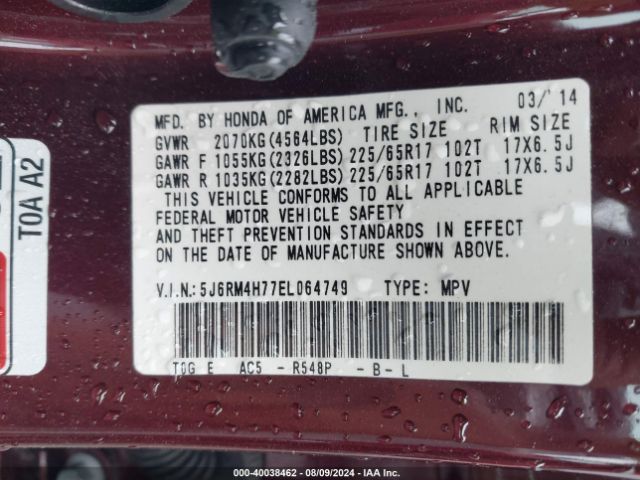 MFD. BY HONDA OF AMERICA MFG., INC. 03/'14
GVWR 2070KG(4564LBS) TIRE SIZE RIM SIZE
GAWR F 1055KG(2326LBS) 225/65R17 102T 17X6.5J
GAWR R 1035KG(2282LBS) 225/65R17 102T 17X6.5J
THIS VEHICLE CONFORMS TO ALL APPLICABLE
FEDERAL MOTOR VEHICLE SAFETY
AND THEFT PREVENTION STANDARDS IN EFFECT
ON THE DATE OF MANUFACTURE SHOWN ABOVE.
V.I.N.: 5J6RM4H77EL064749 TYPE: MPV
T0G E AC5 - R548P - B - L
T0A A2
000-40038462 - 08/09/2024 - IAA Inc.